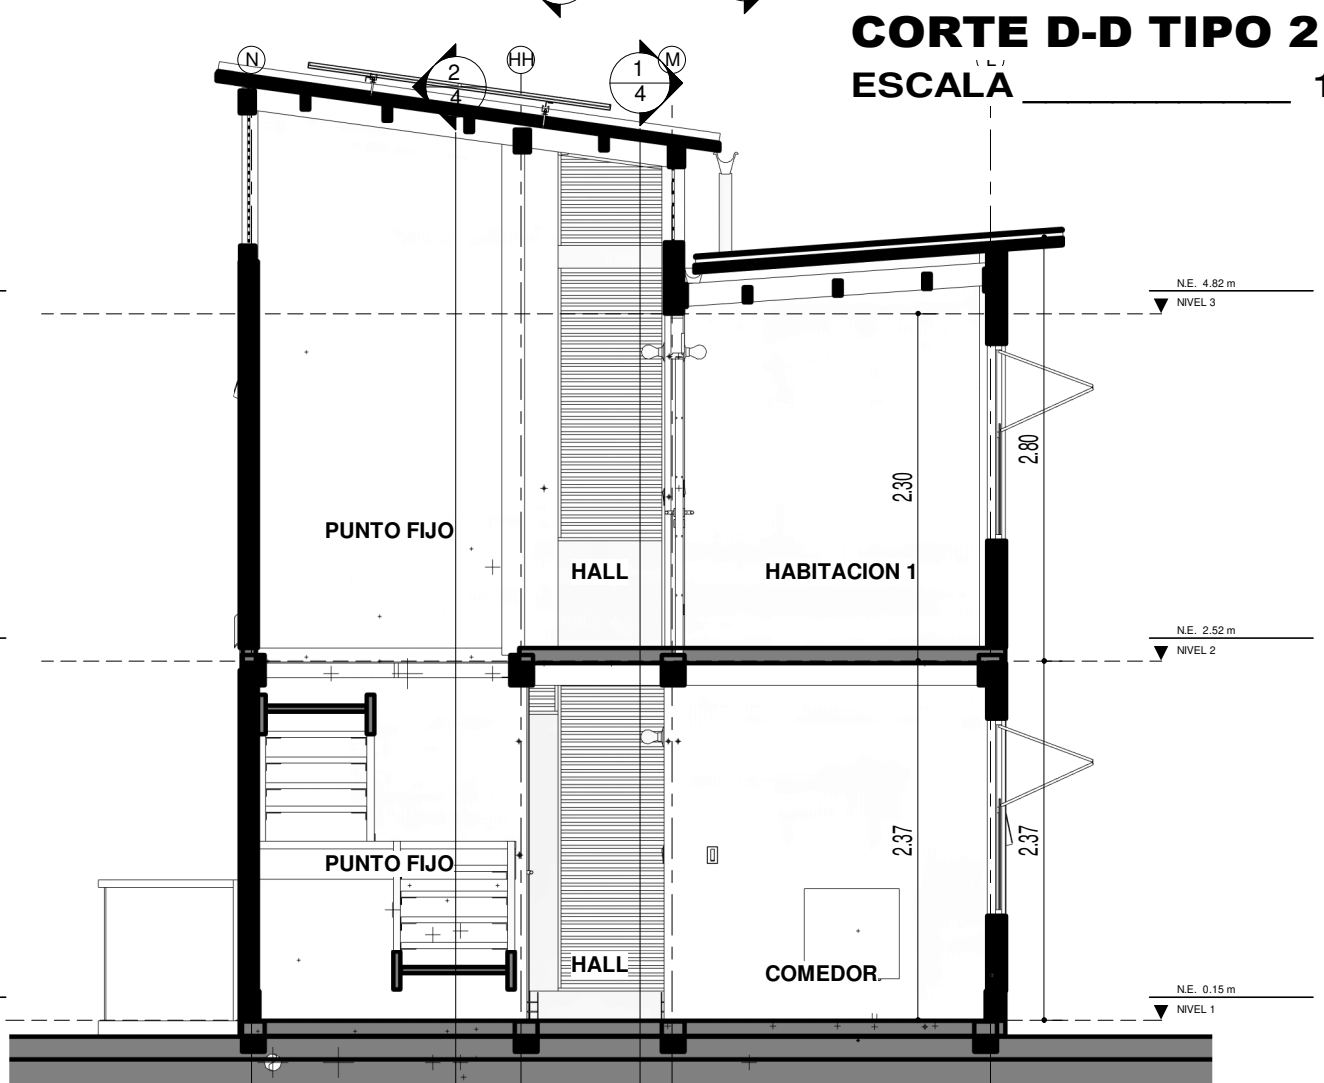 CORTE D-D TIPO 2
ESCALA ______________ 1
N
HH
M
2
4
1
4
N.E. 4.82 m
NIVEL 3
2.80
2.30
PUNTO FIJO
HALL
HABITACION 1
N.E. 2.52 m
NIVEL 2
2.37
2.37
PUNTO FIJO
HALL
COMEDOR
N.E. 0.15 m
NIVEL 1